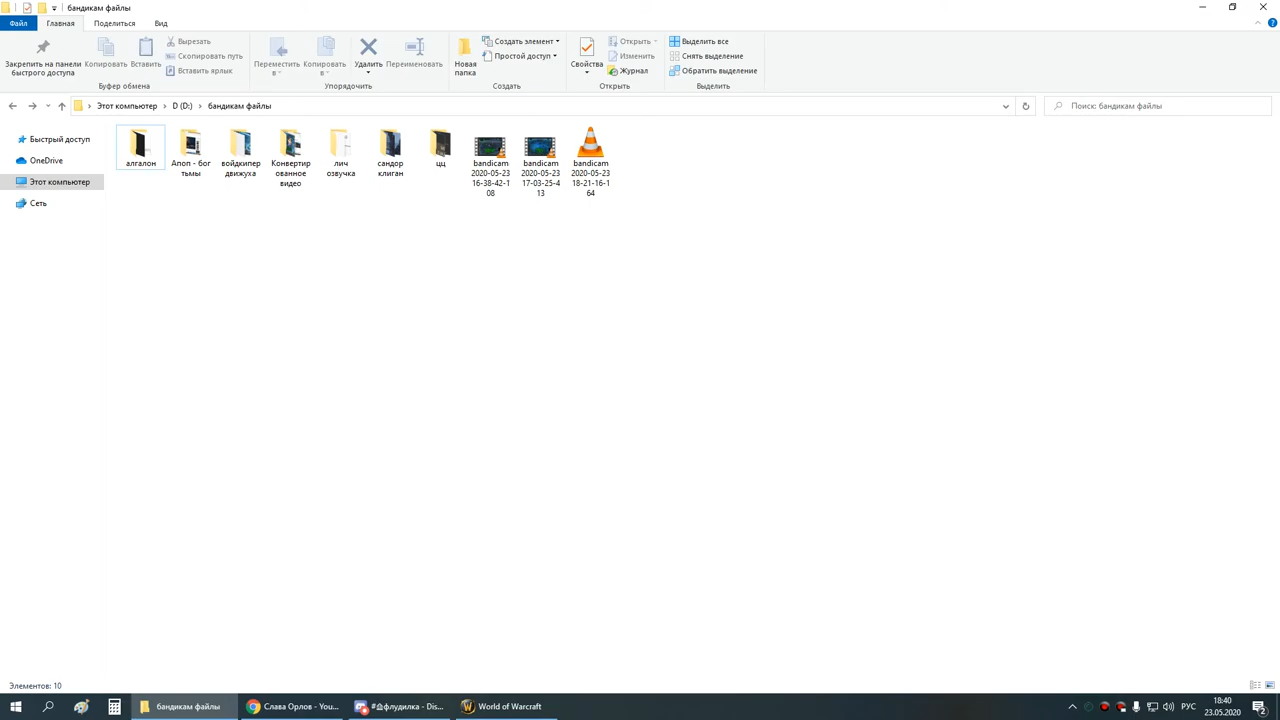 бандикам файлы
Файл
Главная
Поделиться
Вид
Закрепить на панели
быстрого доступа
Копировать
Вставить
Вырезать
Скопировать путь
Вставить ярлык
Буфер обмена
Переместить
в
Копировать
в
Удалить
Переименовать
Упорядочить
Новая
папка
Создать элемент
Простой доступ
Создать
Свойства
Открыть
Изменить
Журнал
Открыть
Выделить все
Снять выделение
Обратить выделение
Выделить
Этот компьютер
D (D:)
бандикам файлы
Поиск: бандикам файлы
Быстрый доступ
OneDrive
Этот компьютер
Сеть
алгалон
Апоп - бог
тьмы
войдкипер
движуха
Конвертир
ованное
видео
лич
озвучка
сандор
клиган
цц
bandicam
2020-05-23
16-38-42-1
08
bandicam
2020-05-23
17-03-25-4
13
bandicam
2020-05-23
18-21-16-1
64
Элементов: 10
бандикам файлы
Слава Орлов - You...
флудилка - Dis...
World of Warcraft
РУС
18:40
23.05.2020
2